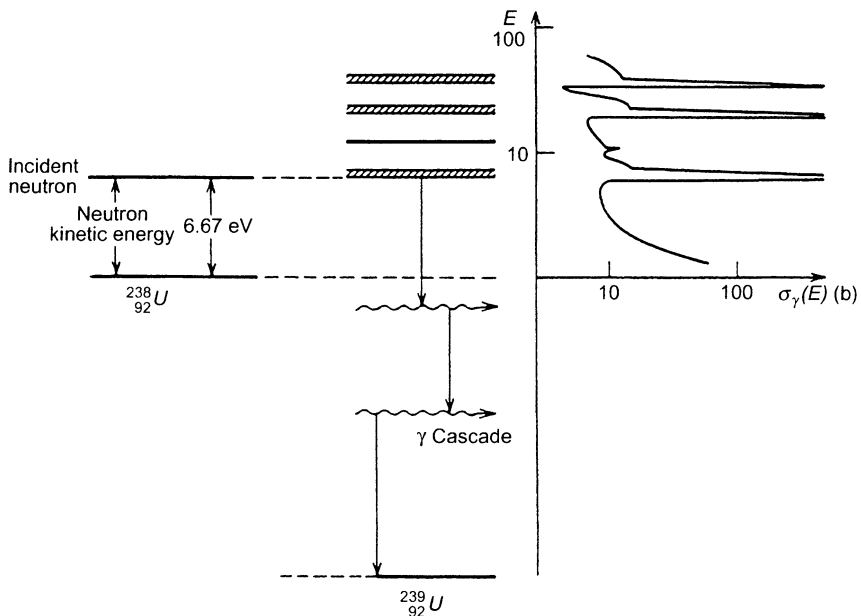 E
100
10
Incident
neutron
Neutron
kinetic energy
6.67 eV
238
92 U
10
100
σγ(E) (b)
γ Cascade
239
92 U